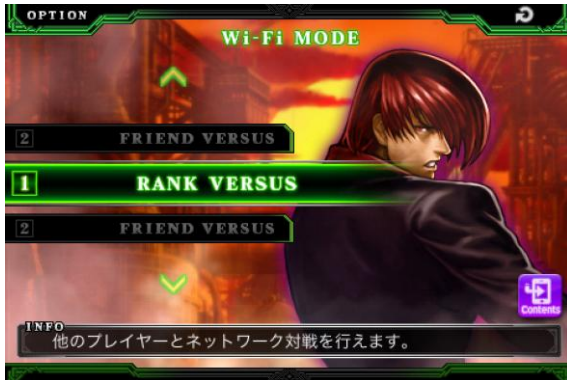 OPTION
Wi-Fi MODE
2 FRIEND VERSUS
1 RANK VERSUS
2 FRIEND VERSUS
Contents
INFO
他のプレイヤーとネットワーク対戦を行えます。